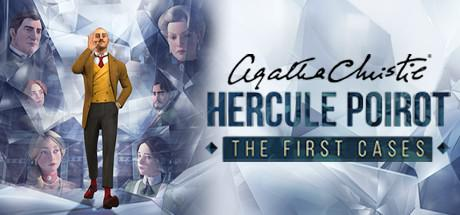 Agatha Christie®
HERCULE POIROT
THE FIRST CASES